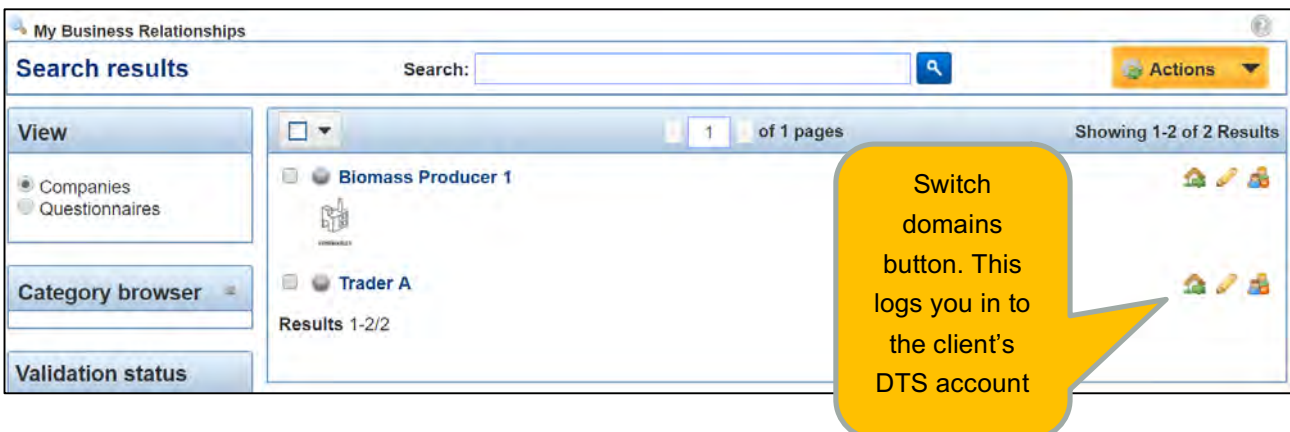 My Business Relationships
Search results
Search:
Actions
View
Companies
Questionnaires
Category browser
Validation status
1 of 1 pages
Showing 1-2 of 2 Results
Biomass Producer 1
Trader A
Results 1-2/2
Switch
domains
button. This
logs you in to
the client's
DTS account